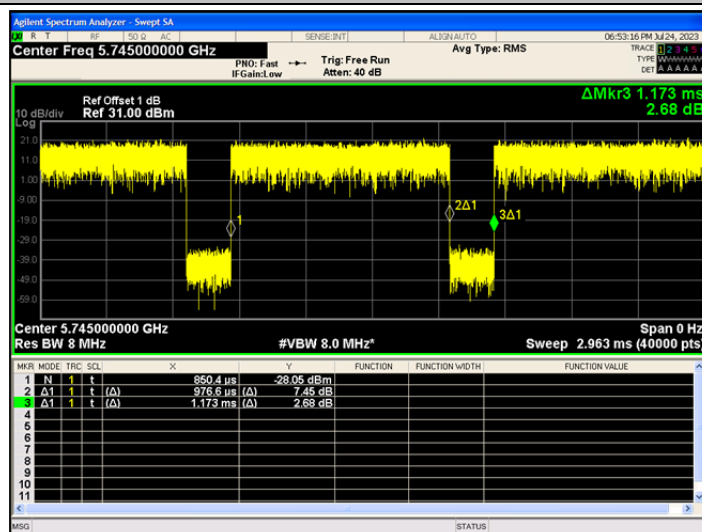 Agilent Spectrum Analyzer - Swept SA
R T RF 50 Ω AC SENSE:INT ALIGN AUTO 06:53:16 PM Jul 24, 2023
Center Freq 5.745000000 GHz Avg Type: RMS TRACE 1 2 3 4 5
PNO: Fast Trig: Free Run TYPE
IFGain:Low Atten: 40 dB DET A A A A A
ΔMkr3 1.173 ms
Ref Offset 1 dB
10 dB/div Ref 31.00 dBm 2.68 dB
Log
21.0
11.0
1.00
-9.00
-19.0
-29.0
-39.0
-49.0
-59.0
1
2Δ1
3Δ1
Center 5.745000000 GHz Span 0 Hz
Res BW 8 MHz #VBW 8.0 MHz* Sweep 2.963 ms (40000 pts)
MKR MODE TRC SCL X Y FUNCTION FUNCTION WIDTH FUNCTION VALUE
1 N 1 t 850.4 µs -28.05 dBm
2 Δ1 1 t (Δ) 976.6 µs (Δ) 7.45 dB
3 Δ1 1 t (Δ) 1.173 ms (Δ) 2.68 dB
4
5
6
7
8
9
10
11
MSG STATUS